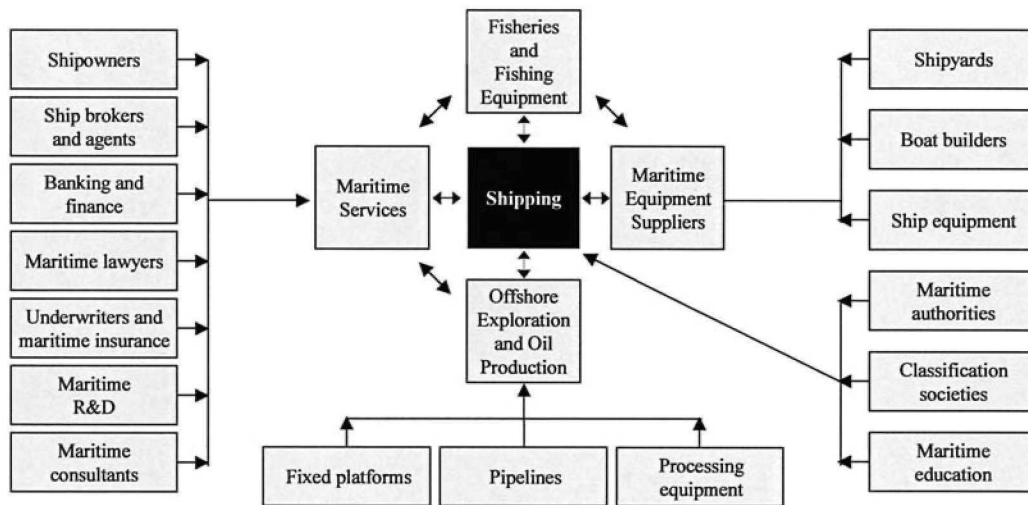 Shipowners
Ship brokers
and agents
Banking and
finance
Maritime lawyers
Underwriters and
maritime insurance
Maritime
R&D
Maritime
consultants
Fisheries
and
Fishing
Equipment
Maritime
Services
Shipping
Maritime
Equipment
Suppliers
Offshore
Exploration
and Oil
Production
Fixed platforms
Pipelines
Processing
equipment
Shipyards
Boat builders
Ship equipment
Maritime
authorities
Classification
societies
Maritime
education